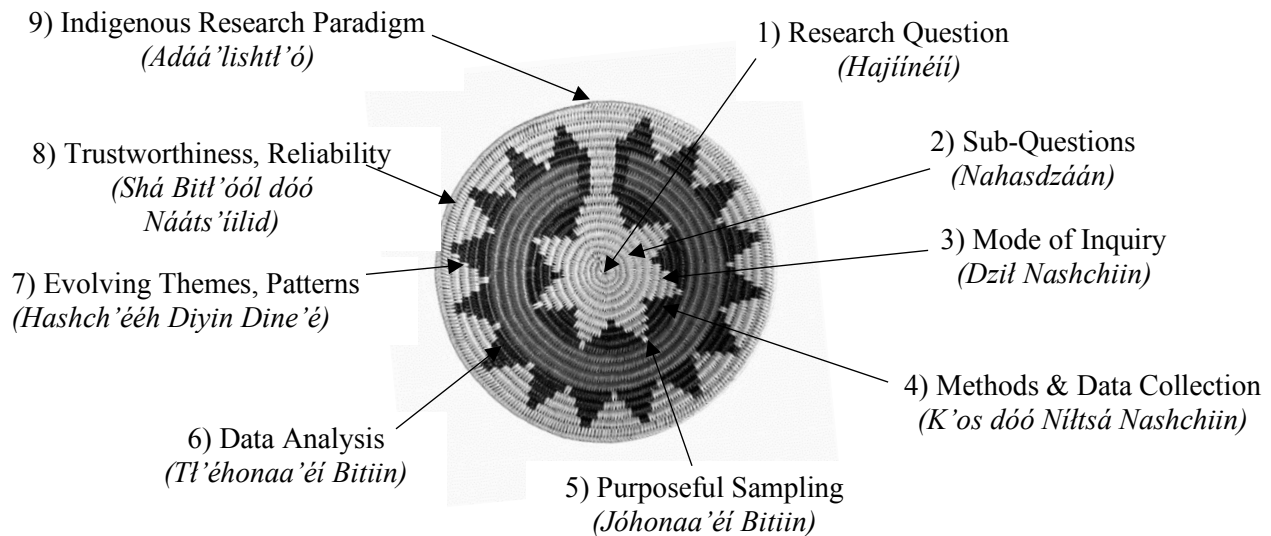 9) Indigenous Research Paradigm
(Adáá’lishtł’ó)
1) Research Question
(Hajíínéíí)
2) Sub-Questions
(Nahasdzáán)
3) Mode of Inquiry
(Dził Nashchiin)
4) Methods & Data Collection
(K’os dóó Níłtsá Nashchiin)
5) Purposeful Sampling
(Jóhonaa’éí Bitiin)
6) Data Analysis
(Tł’éhonaa’éí Bitiin)
7) Evolving Themes, Patterns
(Hashch’ééh Diyin Dine’é)
8) Trustworthiness, Reliability
(Shá Bitł’óól dóó
Nááts’íilid)